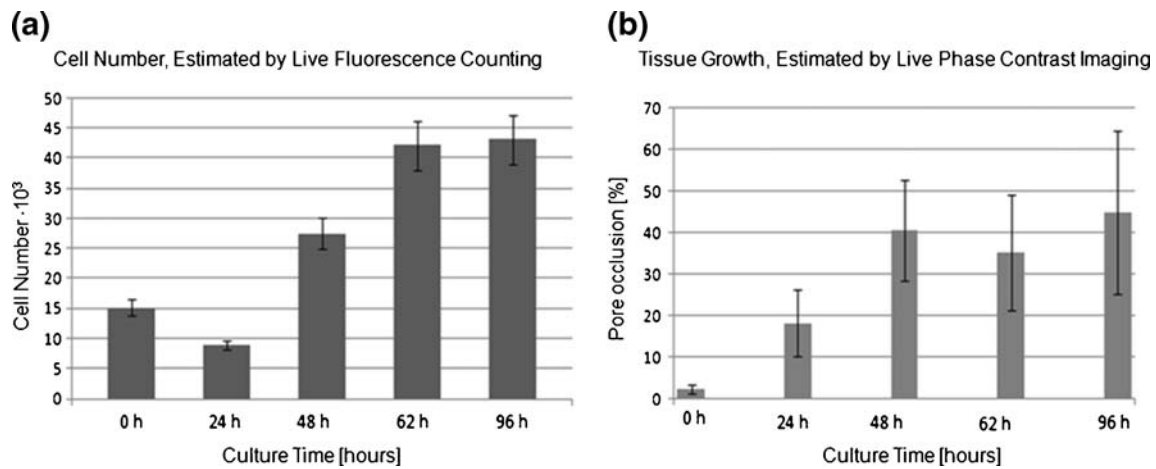 (a)
Cell Number, Estimated by Live Fluorescence Counting
50
45
40
35
30
25
20
15
10
5
0
Cell Number ·10³
0 h 24 h 48 h 62 h 96 h
Culture Time [hours]
(b)
Tissue Growth, Estimated by Live Phase Contrast Imaging
70
60
50
40
30
20
10
0
Pore occlusion [%]
0 h 24 h 48 h 62 h 96 h
Culture Time [hours]